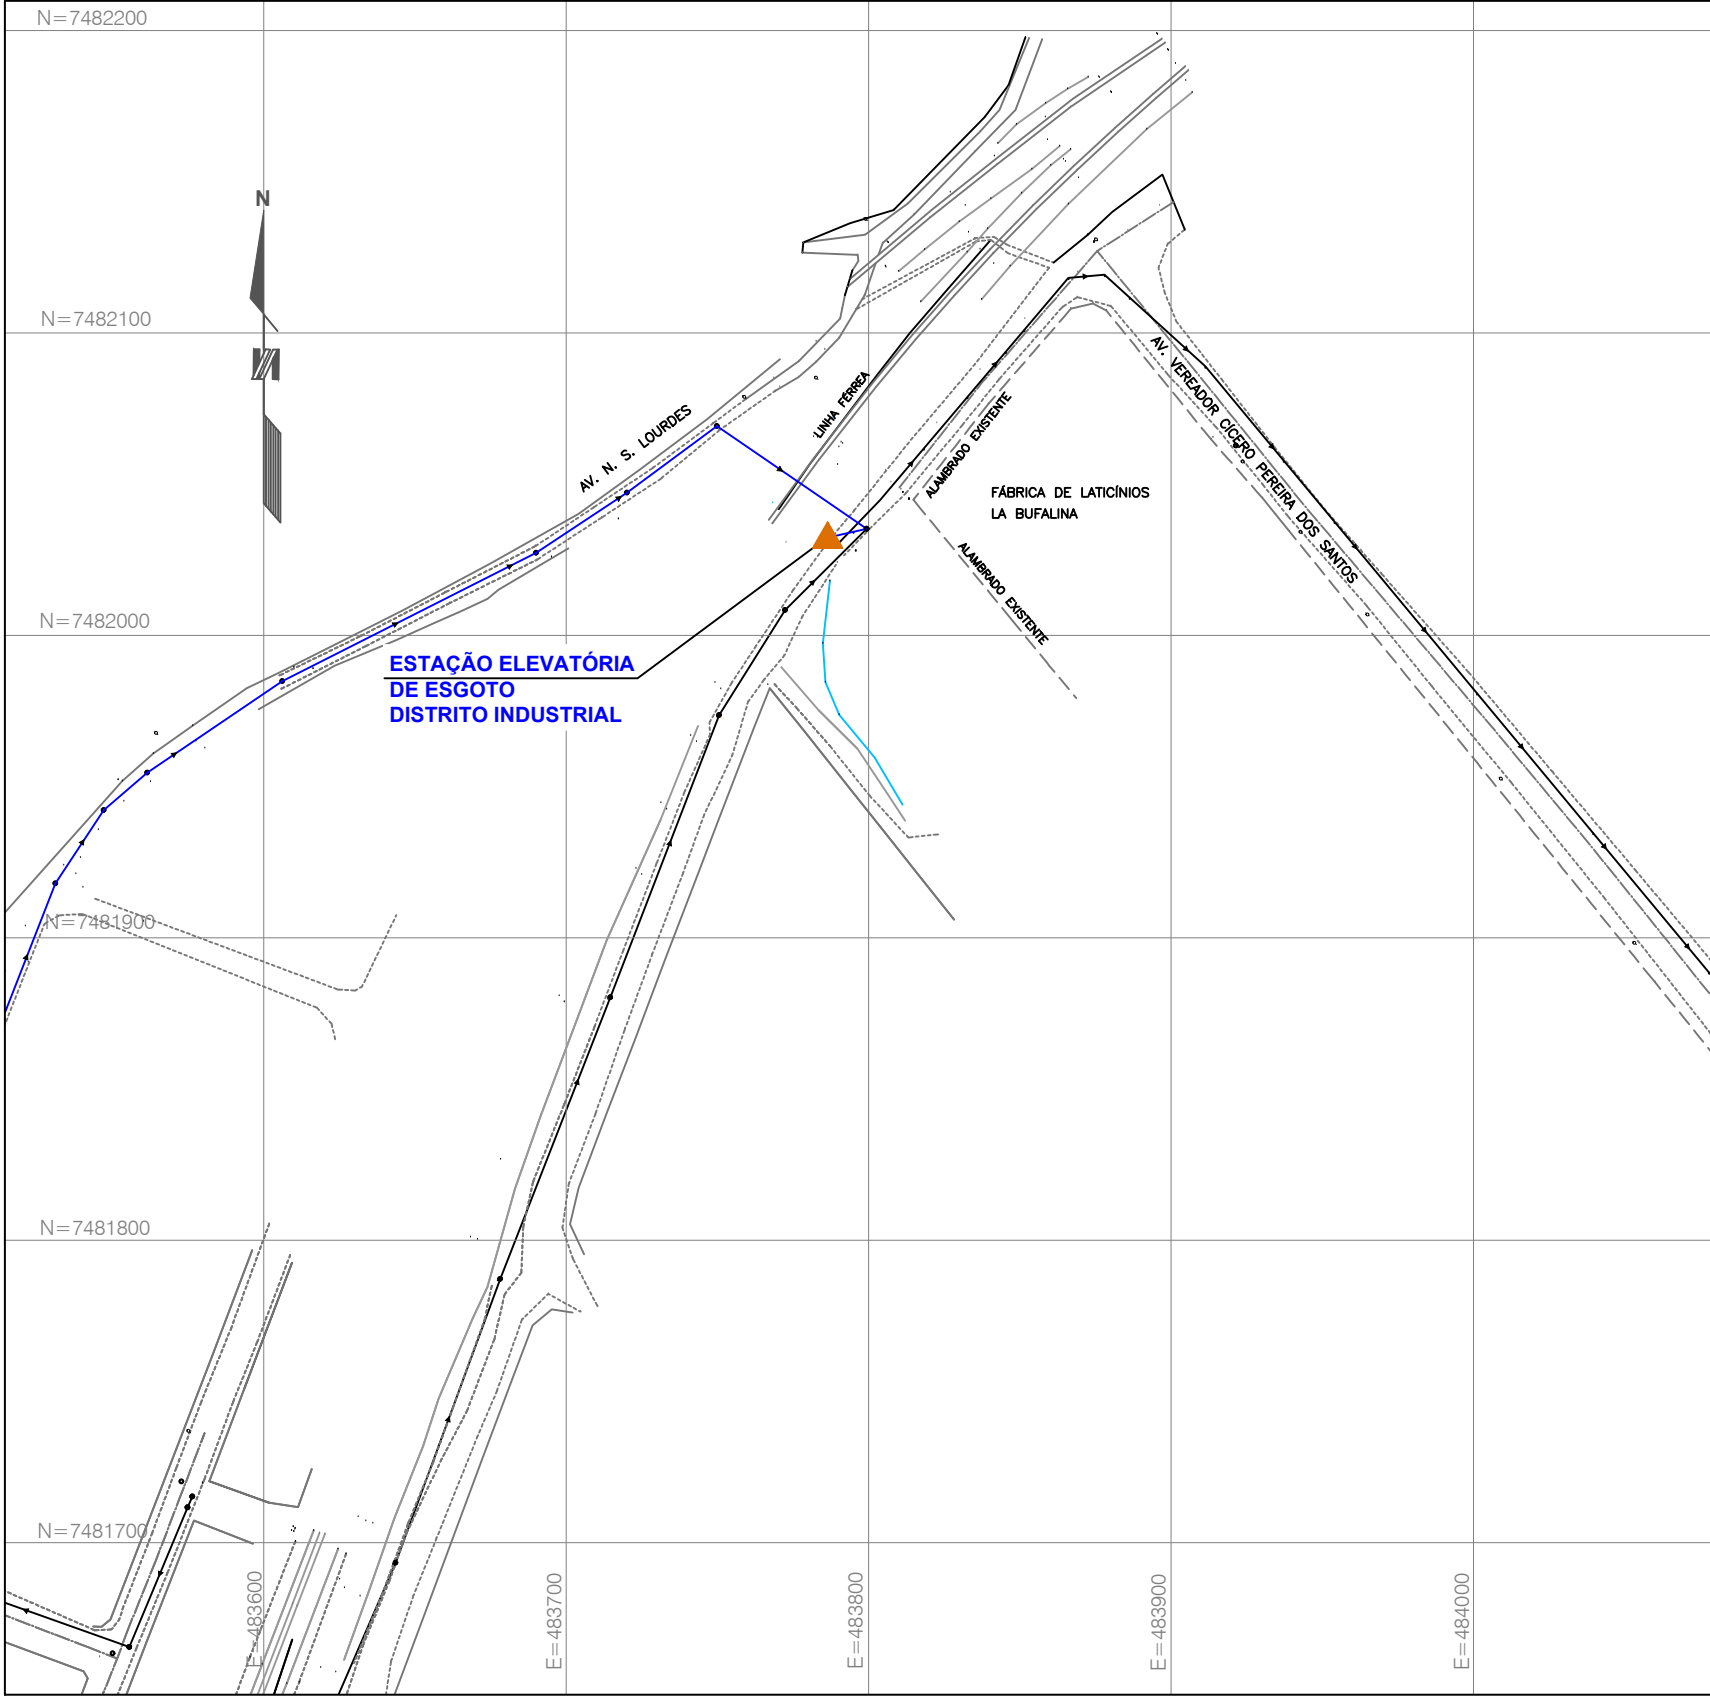 N=7482200
N
N=7482100
LINHA FÉRREA
AV. N. S. LOURDES
ALAMBRADO EXISTENTE
AV. VEREADOR CÍCERO PEREIRA DOS SANTOS
FÁBRICA DE LATICÍNIOS
LA BUFALINA
ALAMBRADO EXISTENTE
N=7482000
ESTAÇÃO ELEVATÓRIA
DE ESGOTO
DISTRITO INDUSTRIAL
N=7481900
N=7481800
N=7481700
E=483600
E=483700
E=483800
E=483900
E=484000